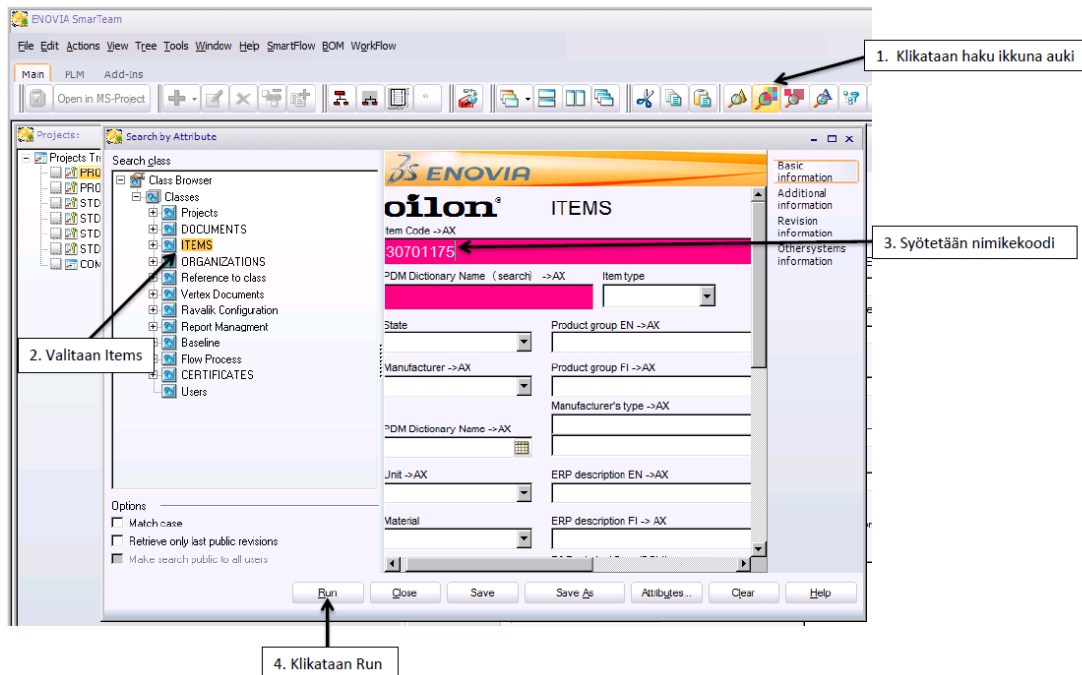 ENOVIA SmarTeam
File Edit Actions View Tree Tools Window Help SmartFlow BOM WorkFlow
1. Klikataan haku ikkuna auki
Main PLM Add-Ins
Open in MS-Project
Projects:
Search by Attribute
Projects Tr
PRO
PRO
STD
STD
STD
STD
COM
Search class
Class Browser
Classes
Projects
DOCUMENTS
ITEMS
ORGANIZATIONS
Reference to class
Vertex Documents
Ravalik Configuration
Report Managment
Baseline
Flow Process
CERTIFICATES
Users
2. Valitaan Items
ENOVIA
oilon ITEMS
tem Code ->AX
30701175
3. Syötetään nimikekoodi
PDM Dictionary Name (search) ->AX Item type
State Product group EN ->AX
Manufacturer ->AX Product group FI ->AX
Manufacturer's type ->AX
PDM Dictionary Name ->AX
Unit ->AX ERP description EN ->AX
Material ERP description FI -> AX
Basic information
Additional information
Revision information
Othersystems information
Options
Match case
Retrieve only last public revisions
Make search public to all users
Run Close Save Save As Attributes... Clear Help
4. Klikataan Run